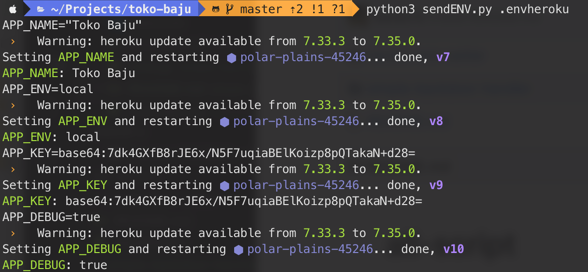 ~/Projects/toko-baju master ⇡2 !1 ?1 python3 sendENV.py .envheroku
APP_NAME="Toko Baju"
› Warning: heroku update available from 7.33.3 to 7.35.0.
Setting APP_NAME and restarting ⬢ polar-plains-45246... done, v7
APP_NAME: Toko Baju
APP_ENV=local
› Warning: heroku update available from 7.33.3 to 7.35.0.
Setting APP_ENV and restarting ⬢ polar-plains-45246... done, v8
APP_ENV: local
APP_KEY=base64:7dk4GXfB8rJE6x/N5F7uqiaBElKoizp8pQTakaN+d28=
› Warning: heroku update available from 7.33.3 to 7.35.0.
Setting APP_KEY and restarting ⬢ polar-plains-45246... done, v9
APP_KEY: base64:7dk4GXfB8rJE6x/N5F7uqiaBElKoizp8pQTakaN+d28=
APP_DEBUG=true
› Warning: heroku update available from 7.33.3 to 7.35.0.
Setting APP_DEBUG and restarting ⬢ polar-plains-45246... done, v10
APP_DEBUG: true